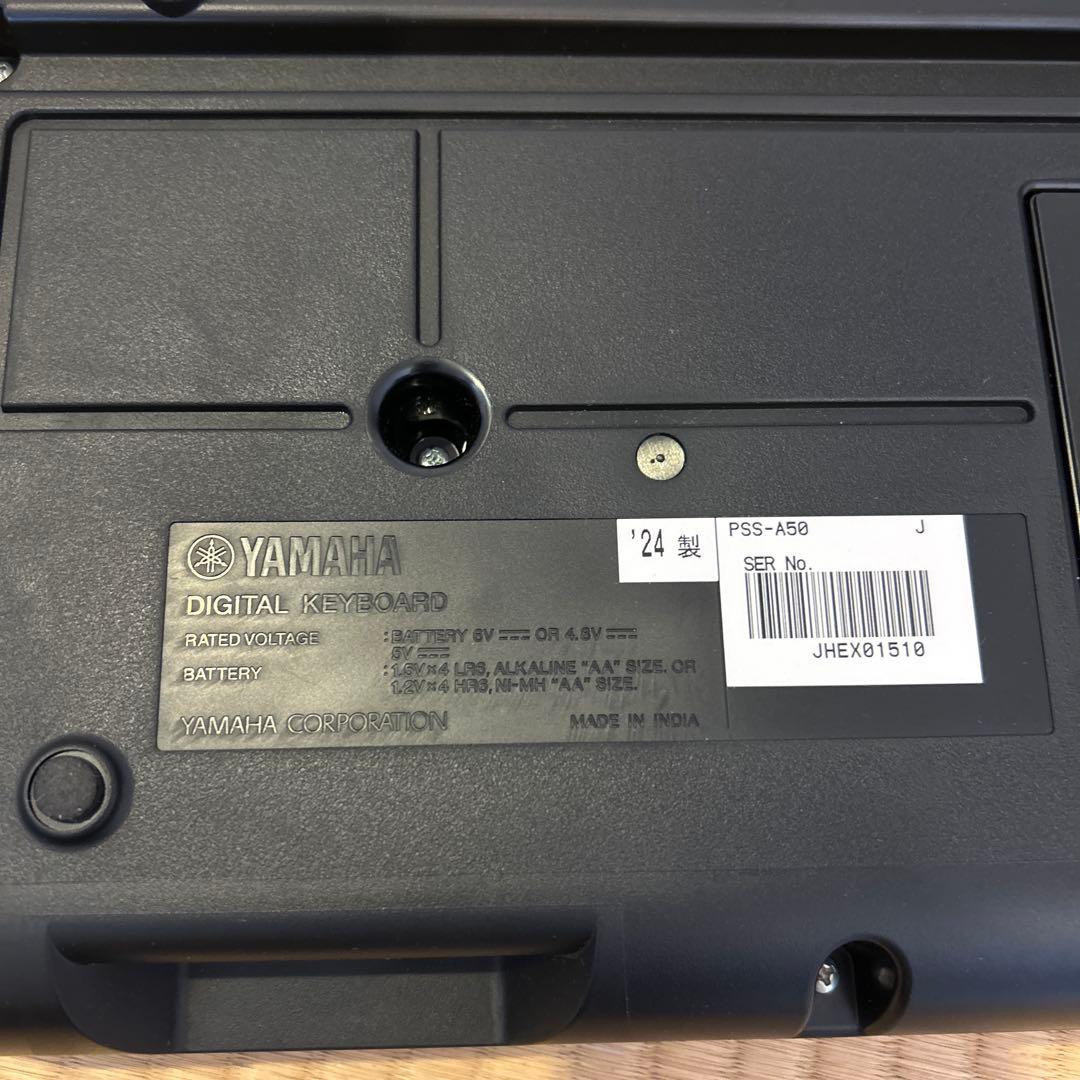 YAMAHA
DIGITAL KEYBOARD
RATED VOLTAGE : BATTERY 6V ⎓ OR 4.8V ⎓
5V ⎓
BATTERY : 1.5V×4 LR6, ALKALINE "AA" SIZE. OR
1.2V×4 HR6, NI-MH "AA" SIZE.
YAMAHA CORPORATION MADE IN INDIA
'24 製
PSS-A50 J
SER No.
JHEX01510